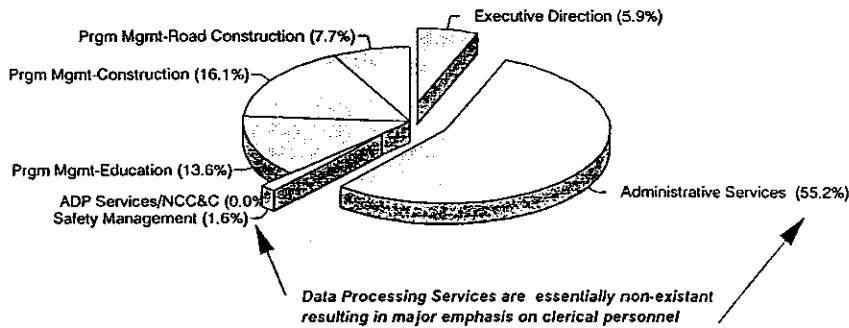 Executive Direction (5.9%)
Prgm Mgmt-Road Construction (7.7%)
Prgm Mgmt-Construction (16.1%)
Prgm Mgmt-Education (13.6%)
ADP Services/NCC&C (0.0%
Safety Management (1.6%)
Administrative Services (55.2%)
Data Processing Services are essentially non-existant
resulting in major emphasis on clerical personnel